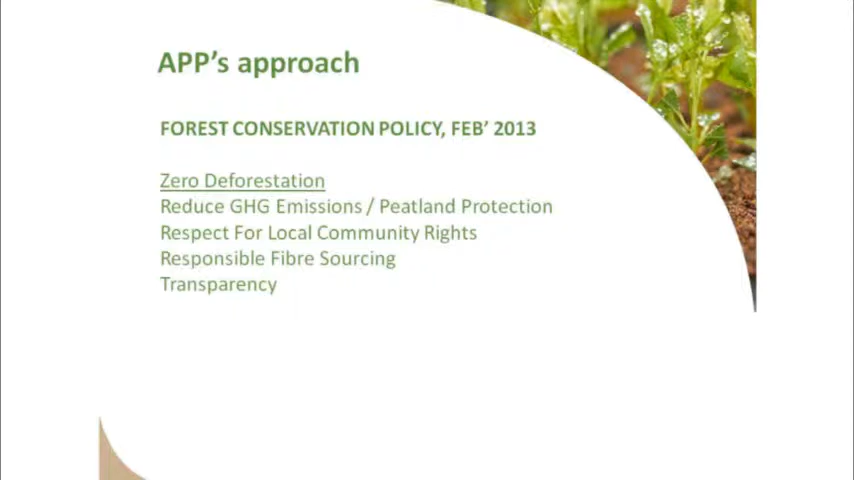 APP's approach
FOREST CONSERVATION POLICY, FEB' 2013
Zero Deforestation
Reduce GHG Emissions / Peatland Protection
Respect For Local Community Rights
Responsible Fibre Sourcing
Transparency